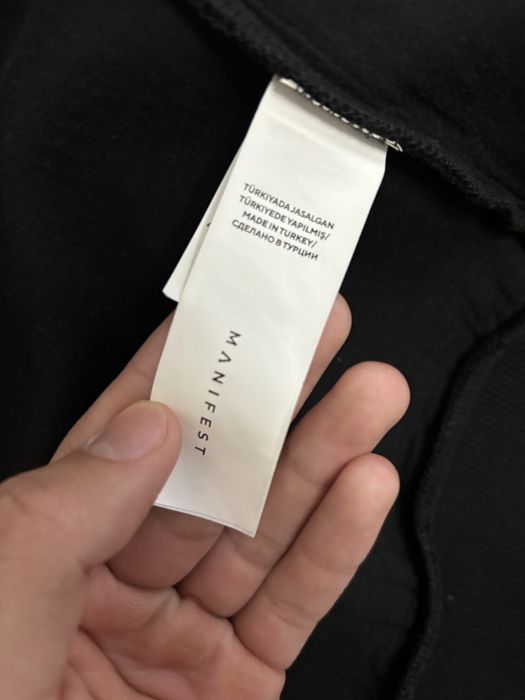 TÜRKIYADA JASALGAN
TÜRKIYEDE YAPILMIŞ/
MADE IN TURKEY/
СДЕЛАНО В ТУРЦИИ
MANIFEST